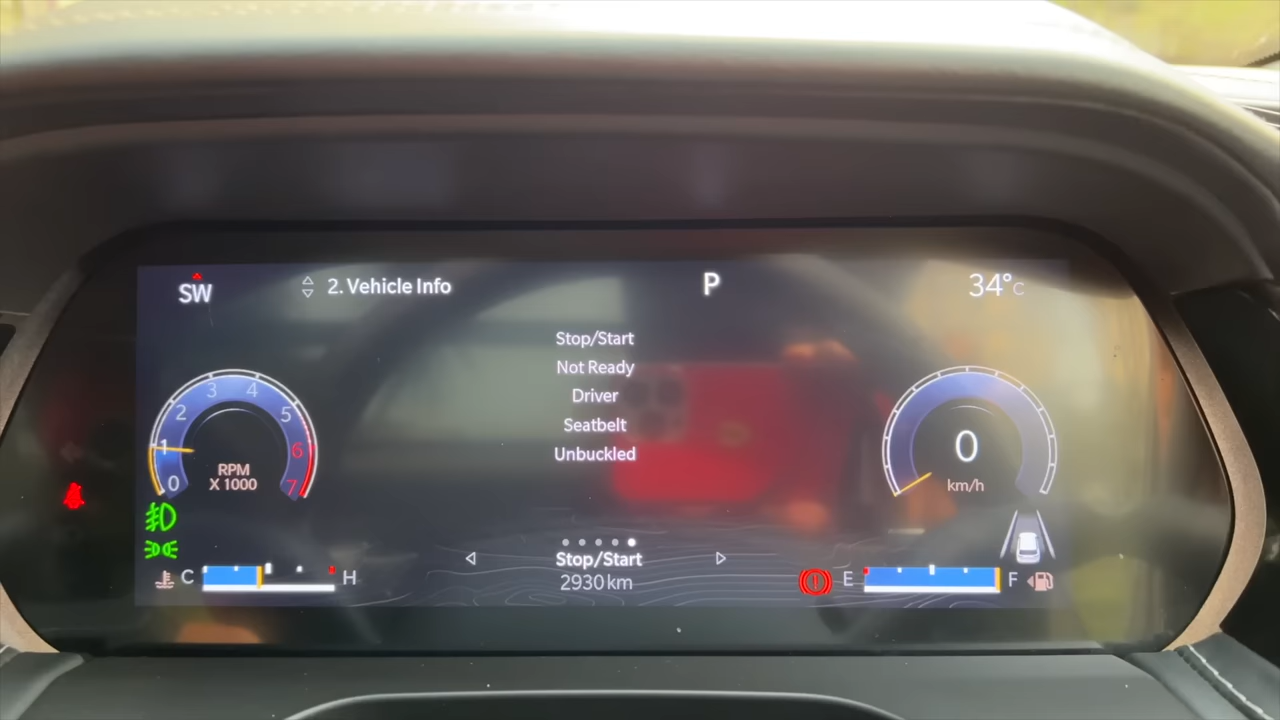 SW
2. Vehicle Info
P
34°C
Stop/Start
Not Ready
Driver
Seatbelt
Unbuckled
0
1
2
3
4
5
6
7
RPM
X 1000
0
km/h
C
H
Stop/Start
2930 km
E
F